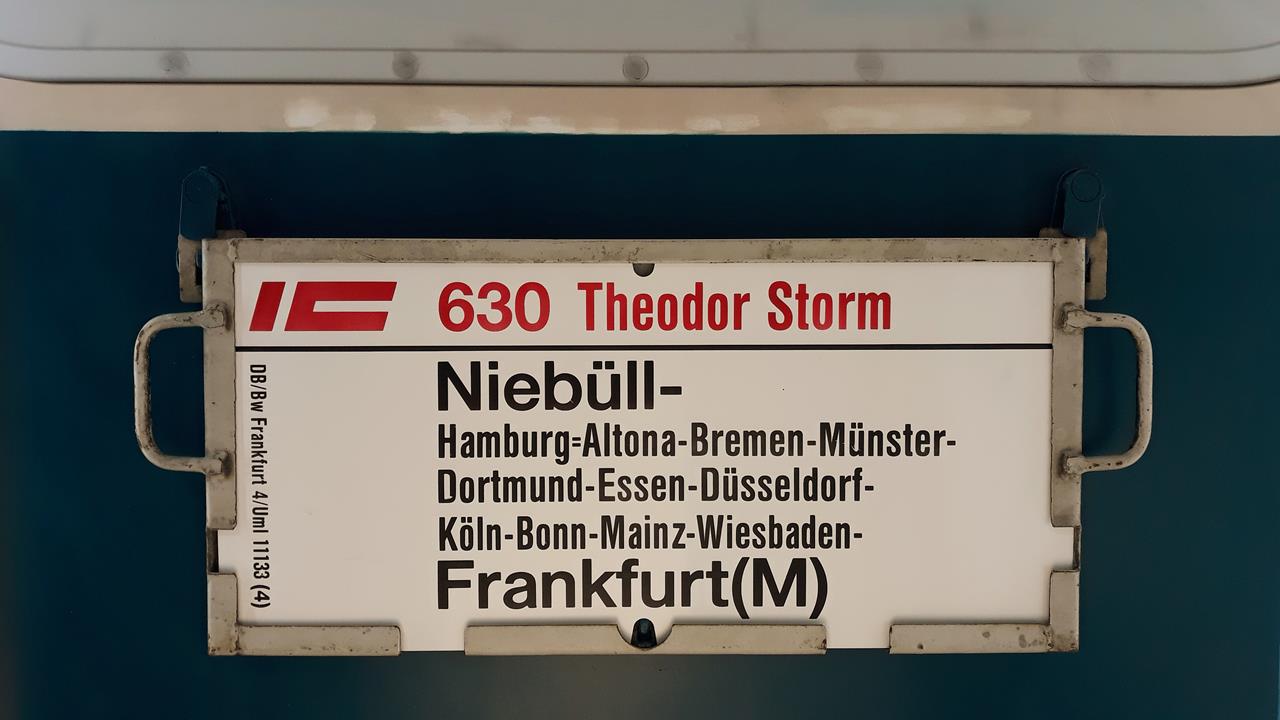 IC 630 Theodor Storm
Niebüll-
Hamburg=Altona-Bremen-Münster-
Dortmund-Essen-Düsseldorf-
Köln-Bonn-Mainz-Wiesbaden-
Frankfurt(M)
DB/Bw Frankfurt 4/Uml 11133 (4)